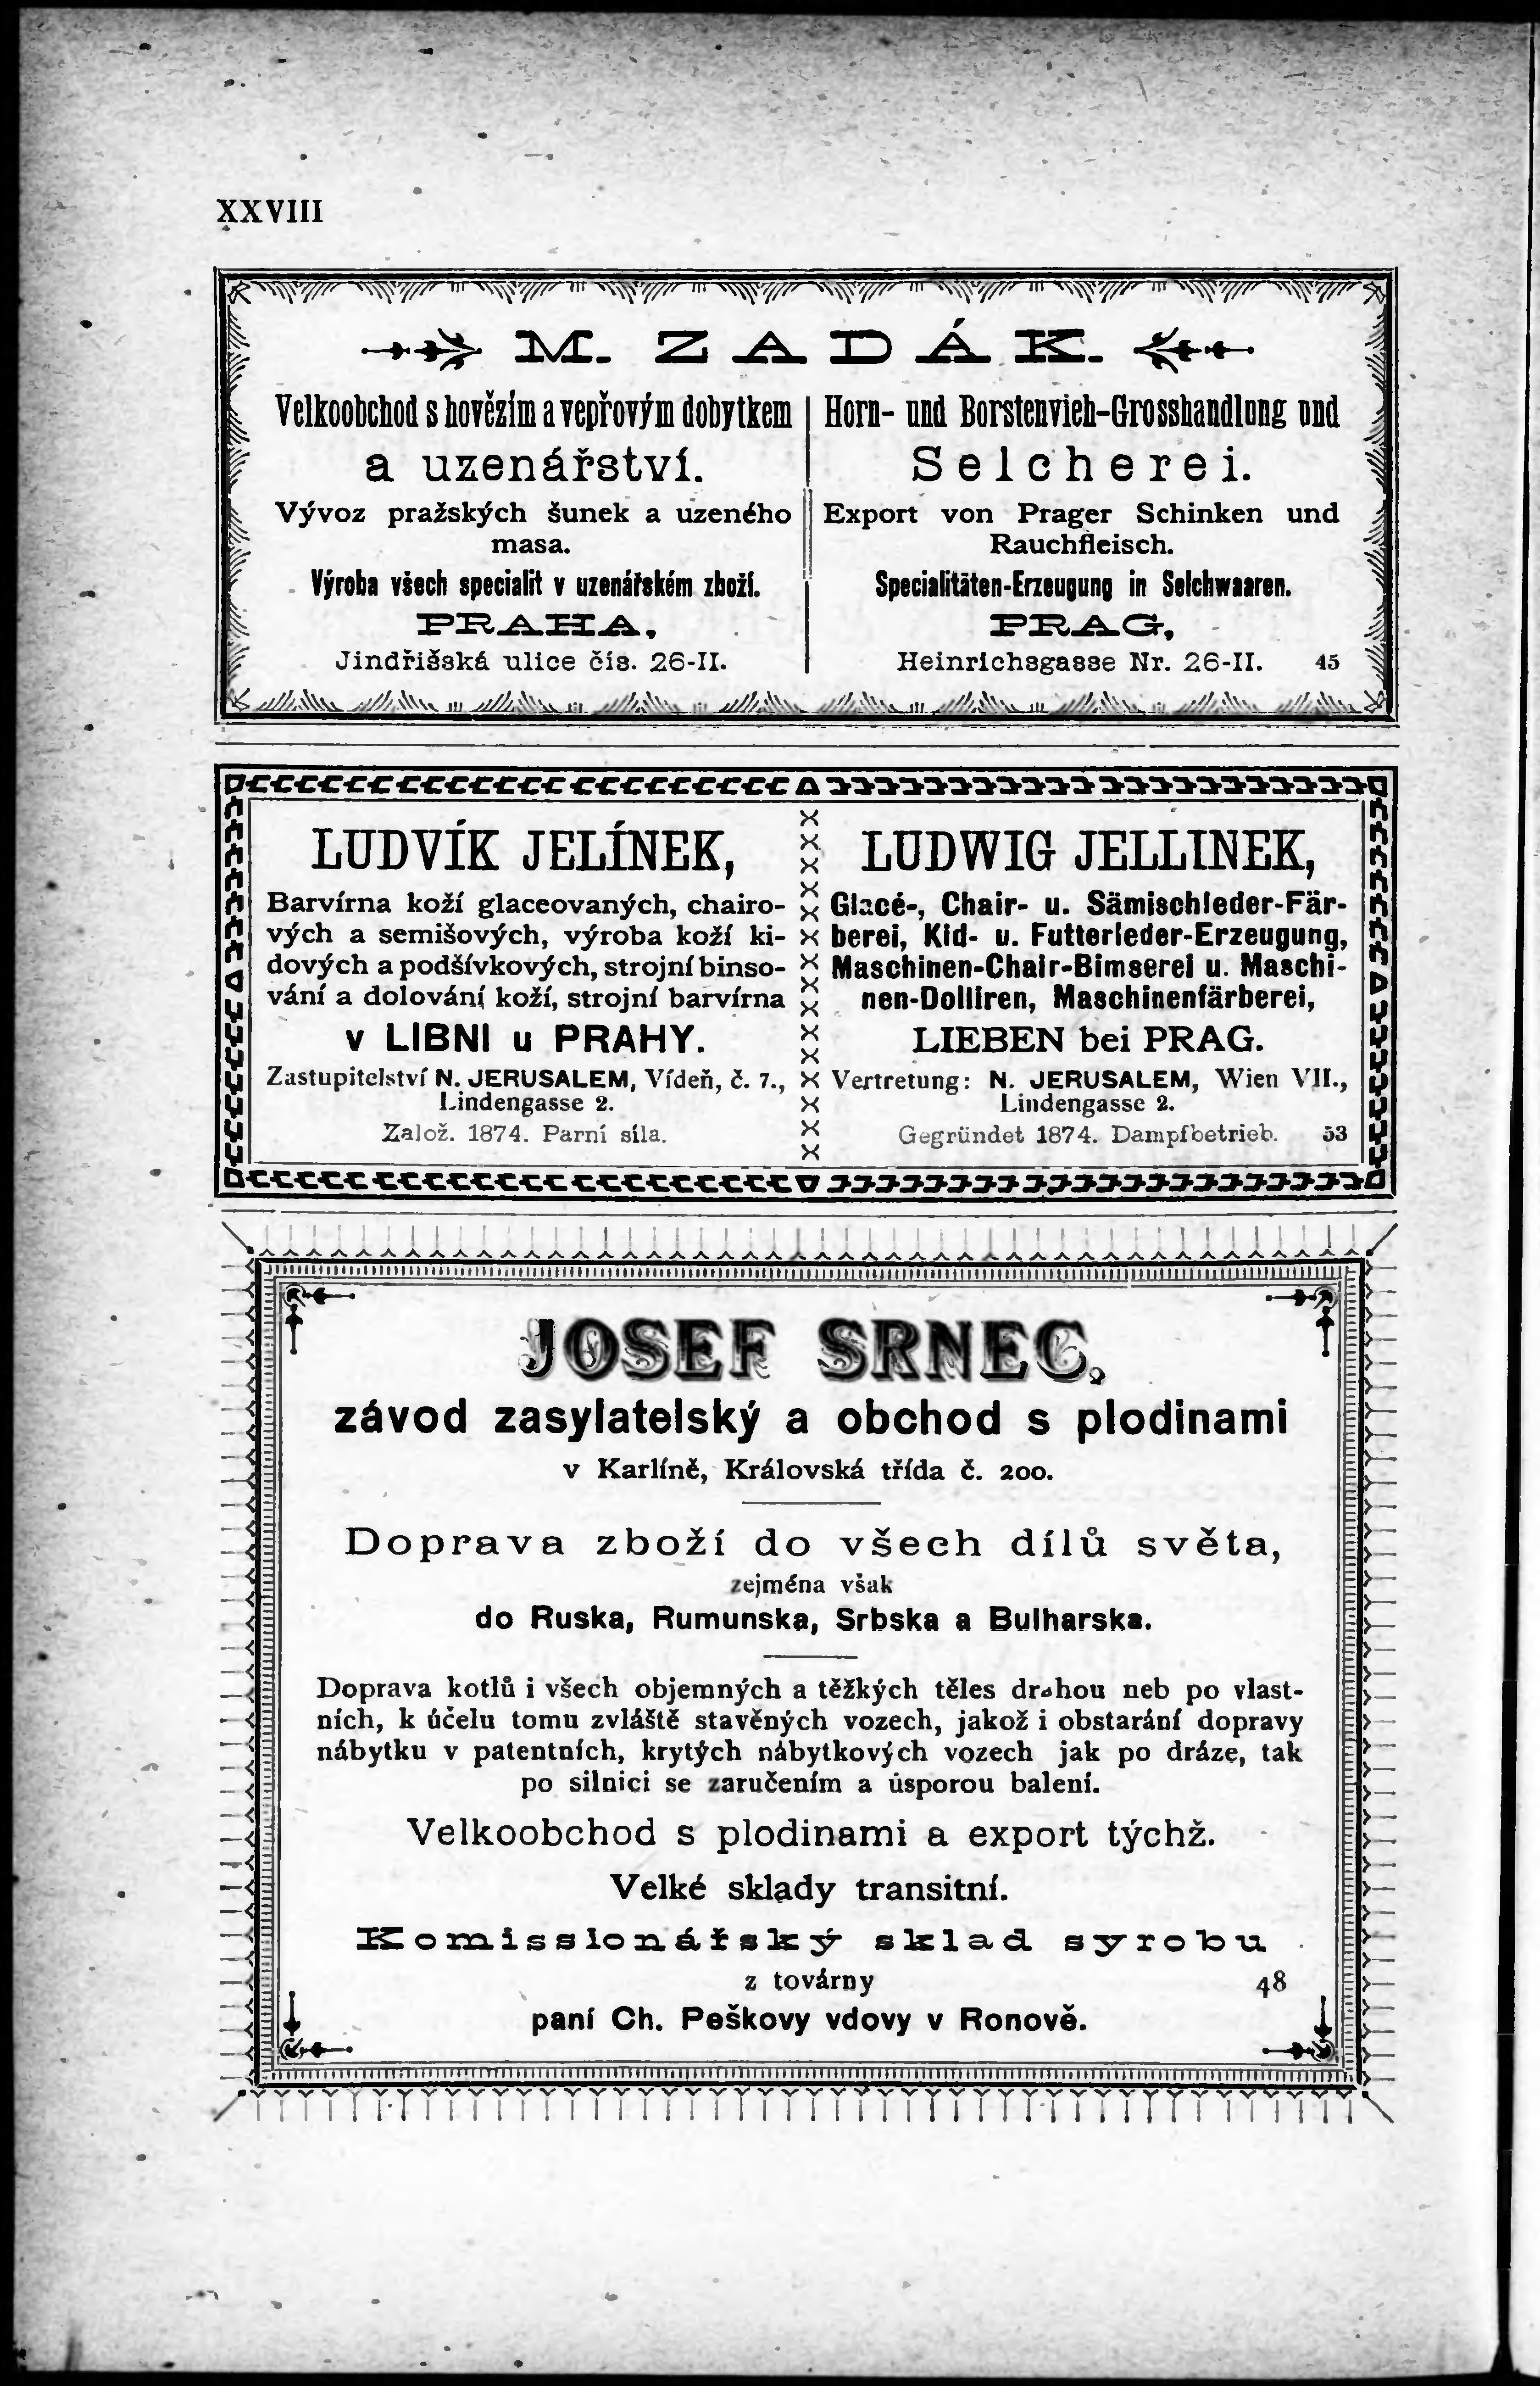 XXVIII
M. ZADÁK.
Velkoobchod s hovězím a vepřovým dobytkem
a uzenářství.
Vývoz pražských šunek a uzeného
masa.
Výroba všech specialit v uzenářském zboží.
PRAHA,
Jindřišská ulice čís. 26-II.
Horn- und Borstenvieh-Grosshandlung und
Selcherei.
Export von Prager Schinken und
Rauchfleisch.
Specialitäten-Erzeugung in Selchwaaren.
PRAG,
Heinrichsgasse Nr. 26-II. 45
LUDVÍK JELÍNEK,
Barvírna koží glaceovaných, chairo-
vých a semišových, výroba koží ki-
dových a podšívkových, strojní binso-
vání a dolování koží, strojní barvírna
v LIBNI u PRAHY.
Zastupitelství N. JERUSALEM, Vídeň, č. 7.,
Lindengasse 2.
Založ. 1874. Parní síla.
LUDWIG JELLINEK,
Glacé-, Chair- u. Sämischleder-Fär-
berei, Kid- u. Futterleder-Erzeugung,
Maschinen-Chair-Bimserei u. Maschi-
nen-Dolliren, Maschinenfärberei,
LIEBEN bei PRAG.
Vertretung: N. JERUSALEM, Wien VII.,
Lindengasse 2.
Gegründet 1874. Dampfbetrieb. 53
JOSEF SRNEC,
závod zasylatelský a obchod s plodinami
v Karlíně, Královská třída č. 200.
Doprava zboží do všech dílů světa,
zejména však
do Ruska, Rumunska, Srbska a Bulharska.
Doprava kotlů i všech objemných a těžkých těles drahou neb po vlast-
ních, k účelu tomu zvláště stavěných vozech, jakož i obstarání dopravy
nábytku v patentních, krytých nábytkových vozech jak po dráze, tak
po silnici se zaručením a úsporou balení.
Velkoobchod s plodinami a export týchž.
Velké sklady transitní.
Komissionářský sklad syrobu
z továrny 48
paní Ch. Peškovy vdovy v Ronově.